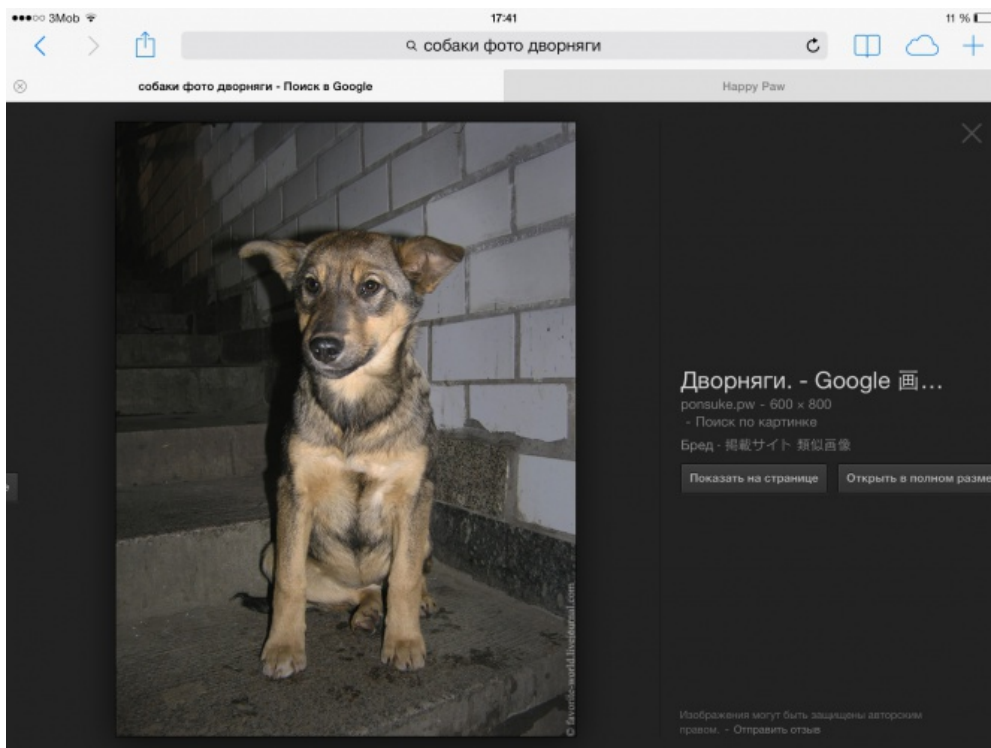 3Mob 17:41 11 %
собаки фото дворняги
собаки фото дворняги - Поиск в Google Happy Paw
Дворняги. - Google 画...
ponsuke.pw - 600 × 800
- Поиск по картинке
Бред - 掲載サイト 類似画像
Показать на странице Открыть в полном разме
© favorite-world.livejournal.com
Изображения могут быть защищены авторским
правом. - Отправить отзыв